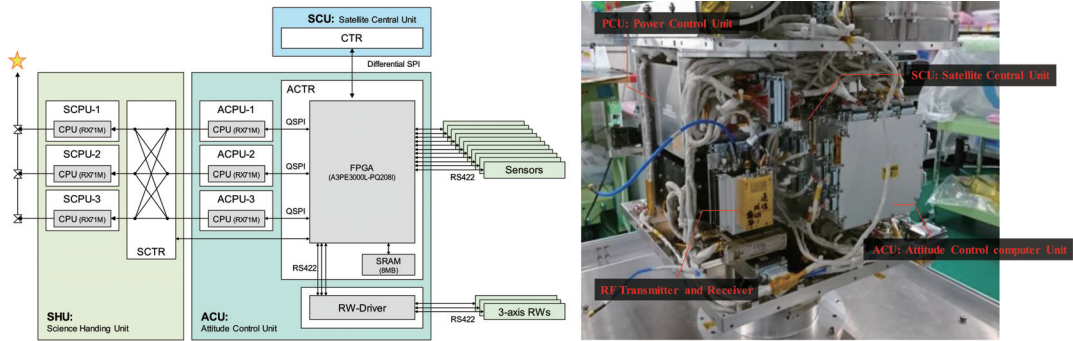 SCU: Satellite Central Unit
CTR
Differential SPI
SCPU-1
CPU (RX71M)
SCPU-2
CPU (RX71M)
SCPU-3
CPU (RX71M)
SCTR
SHU:
Science Handing Unit
ACPU-1
CPU (RX71M)
ACPU-2
CPU (RX71M)
ACPU-3
CPU (RX71M)
ACU:
Attitude Control Unit
ACTR
QSPI
QSPI
QSPI
FPGA
(A3PE3000L-PQ208I)
SRAM
(8MB)
RS422
RW-Driver
RS422
Sensors
RS422
3-axis RWs
PCU: Power Control Unit
SCU: Satellite Central Unit
ACU: Attitude Control computer Unit
RF Transmitter and Receiver